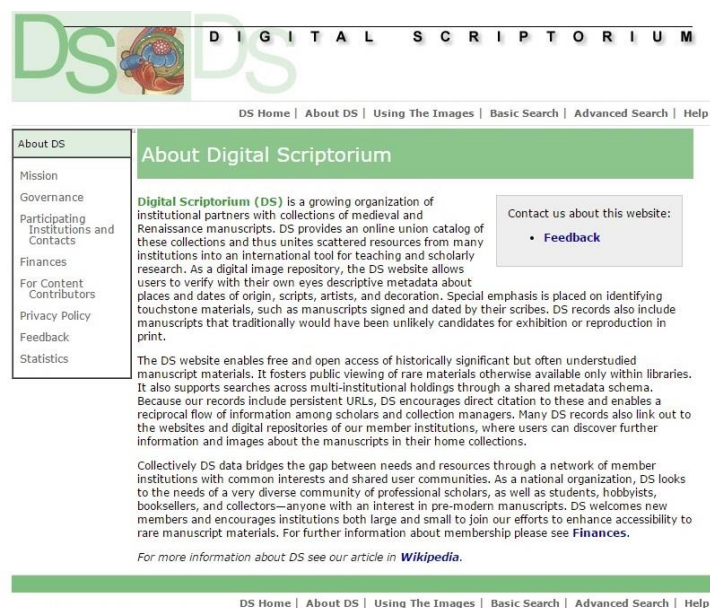 DS DS
DIGITAL SCRIPTORIUM
DS Home | About DS | Using The Images | Basic Search | Advanced Search | Help
About DS
Mission
Governance
Participating
Institutions and
Contacts
Finances
For Content
Contributors
Privacy Policy
Feedback
Statistics
About Digital Scriptorium
Contact us about this website:
• Feedback
Digital Scriptorium (DS) is a growing organization of
institutional partners with collections of medieval and
Renaissance manuscripts. DS provides an online union catalog of
these collections and thus unites scattered resources from many
institutions into an international tool for teaching and scholarly
research. As a digital image repository, the DS website allows
users to verify with their own eyes descriptive metadata about
places and dates of origin, scripts, artists, and decoration. Special emphasis is placed on identifying
touchstone materials, such as manuscripts signed and dated by their scribes. DS records also include
manuscripts that traditionally would have been unlikely candidates for exhibition or reproduction in
print.
The DS website enables free and open access of historically significant but often understudied
manuscript materials. It fosters public viewing of rare materials otherwise available only within libraries.
It also supports searches across multi-institutional holdings through a shared metadata schema.
Because our records include persistent URLs, DS encourages direct citation to these and enables a
reciprocal flow of information among scholars and collection managers. Many DS records also link out to
the websites and digital repositories of our member institutions, where users can discover further
information and images about the manuscripts in their home collections.
Collectively DS data bridges the gap between needs and resources through a network of member
institutions with common interests and shared user communities. As a national organization, DS looks
to the needs of a very diverse community of professional scholars, as well as students, hobbyists,
booksellers, and collectors—anyone with an interest in pre-modern manuscripts. DS welcomes new
members and encourages institutions both large and small to join our efforts to enhance accessibility to
rare manuscript materials. For further information about membership please see Finances.
For more information about DS see our article in Wikipedia.
DS Home | About DS | Using The Images | Basic Search | Advanced Search | Help